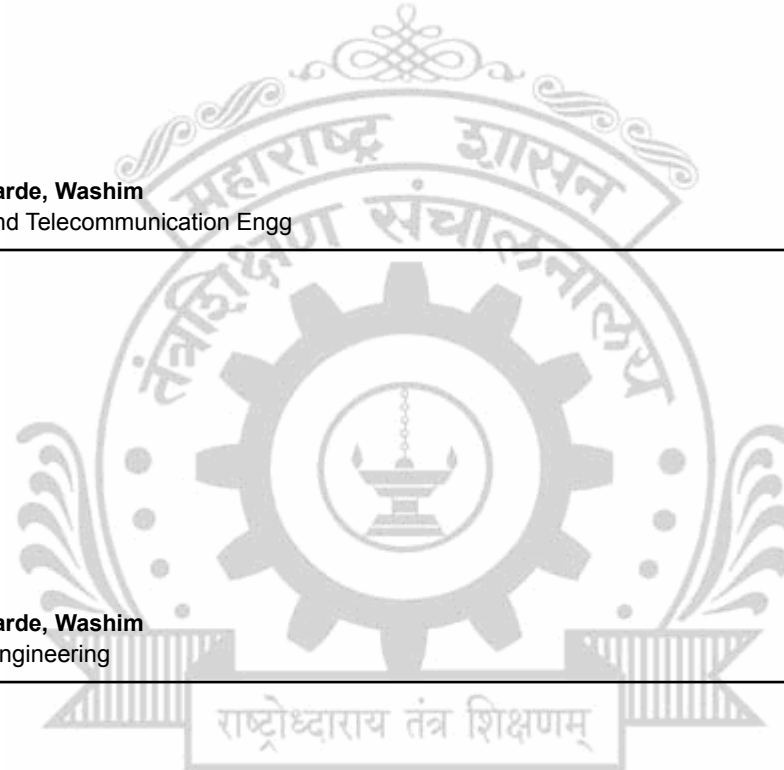 महाराष्ट्र शासन
arde, Washim
nd Telecommunication Engg
तंत्रशिक्षण संचालनालय
arde, Washim
ngineering
राष्ट्रोध्दाराय तंत्र शिक्षणम्